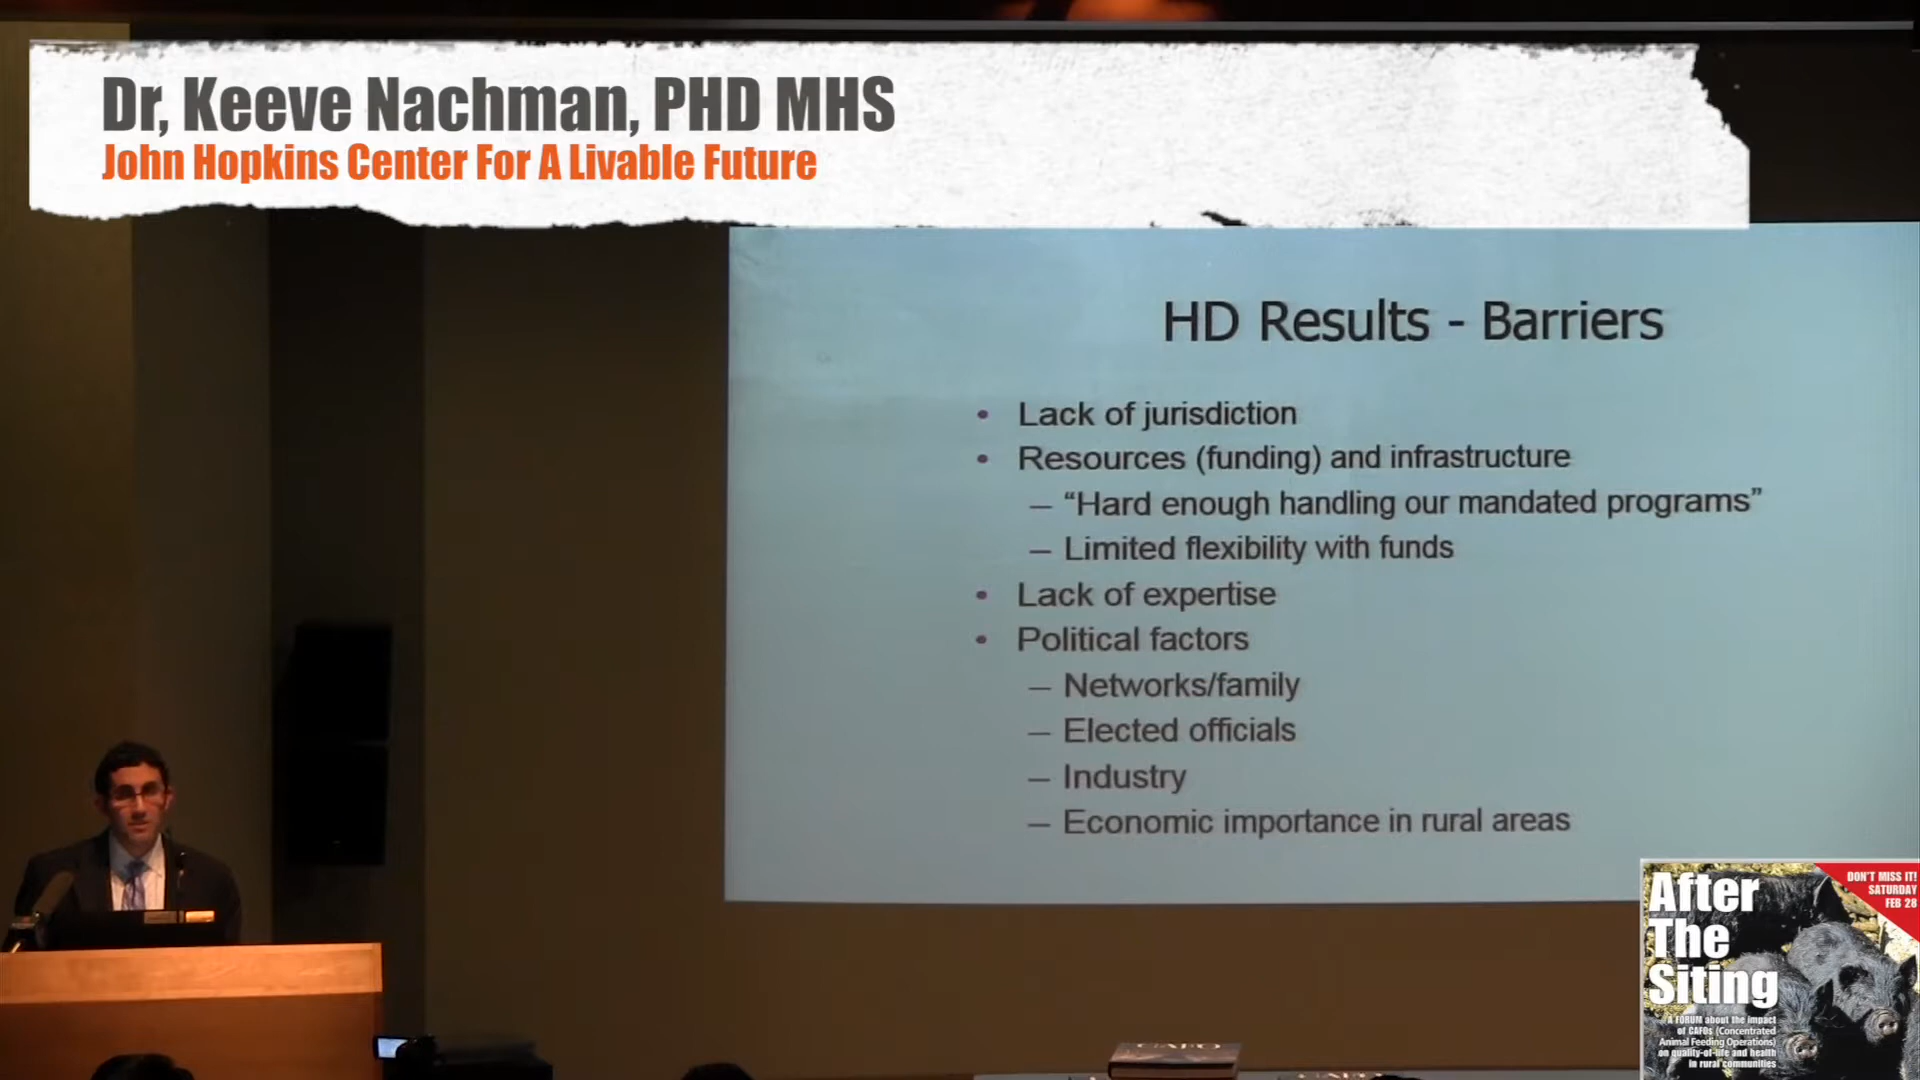 Dr, Keeve Nachman, PHD MHS
John Hopkins Center For A Livable Future
HD Results - Barriers
• Lack of jurisdiction
• Resources (funding) and infrastructure
– “Hard enough handling our mandated programs”
– Limited flexibility with funds
• Lack of expertise
• Political factors
– Networks/family
– Elected officials
– Industry
– Economic importance in rural areas
DON'T MISS IT!
SATURDAY
FEB 28
After
The
Siting
A FORUM about the impact
of CAFOs (Concentrated
Animal Feeding Operations)
on quality-of-life and health
in rural communities
CAFO